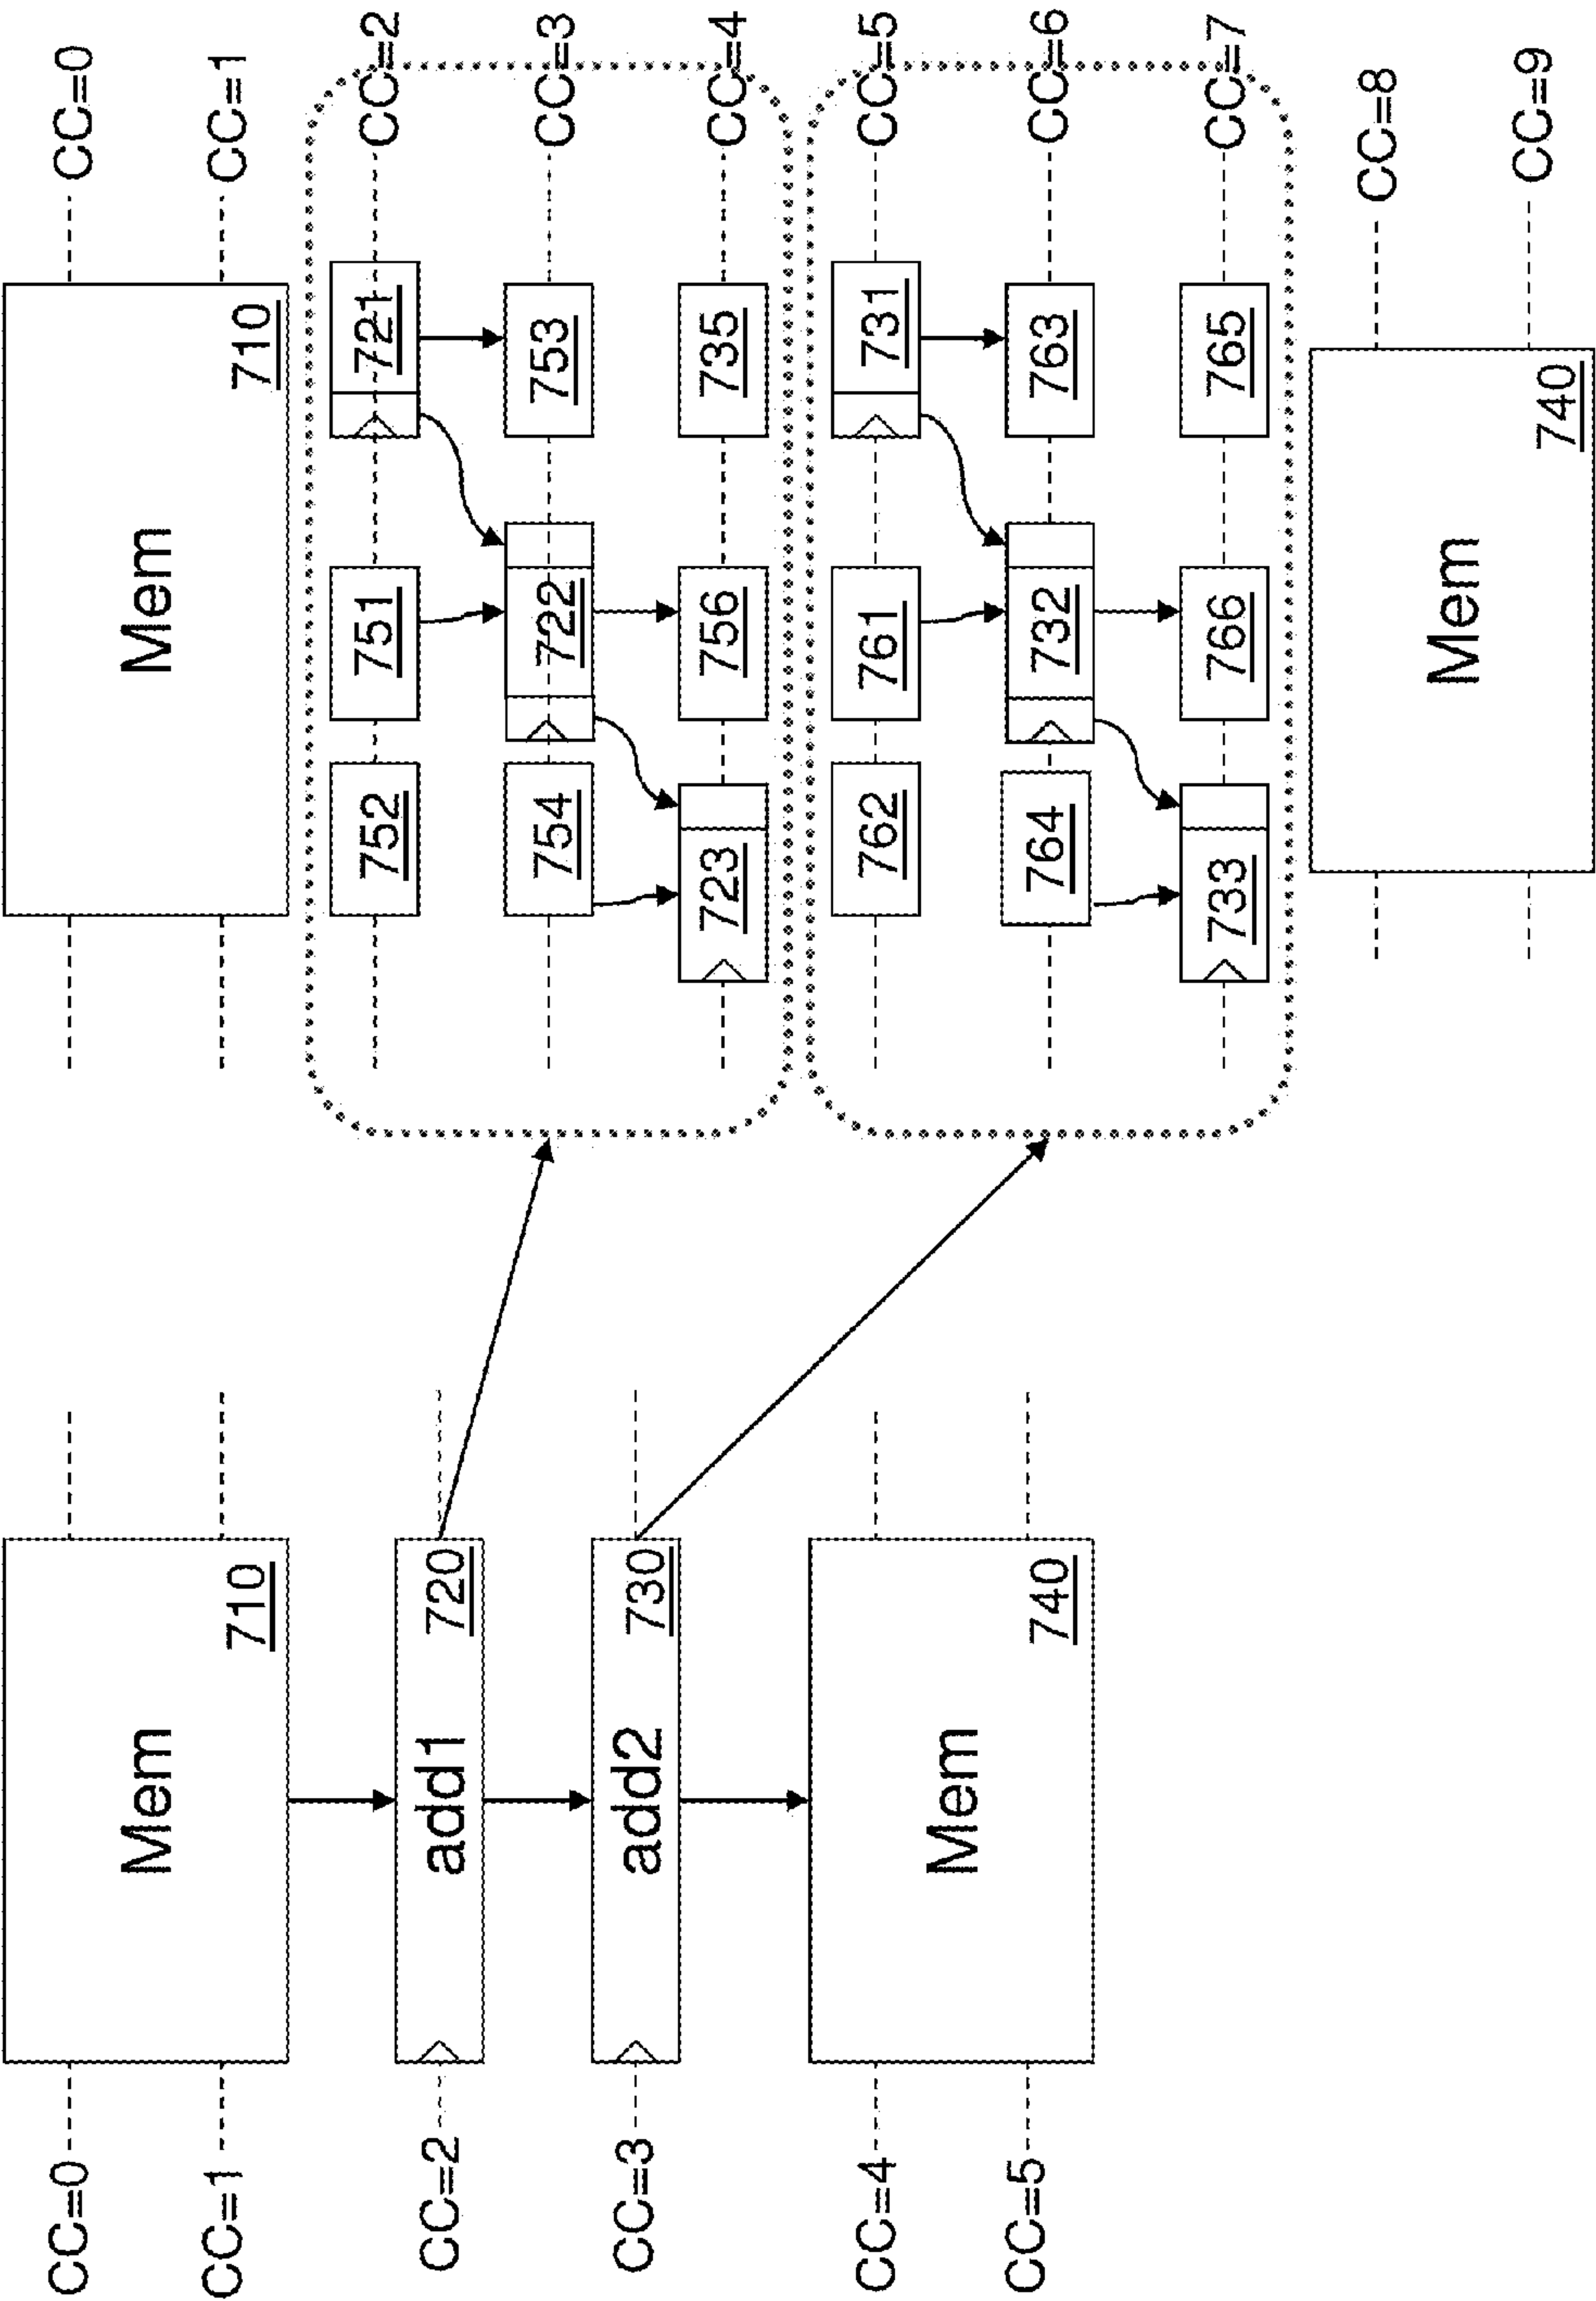 CC=0
Mem
CC=1
710
CC=2
add1
720
CC=3
add2
730
CC=4
Mem
CC=5
740
CC=0
Mem
CC=1
710
752
751
721
CC=2
754
722
753
CC=3
723
756
735
CC=4
762
761
731
CC=5
764
732
763
CC=6
733
766
765
CC=7
CC=8
Mem
CC=9
740